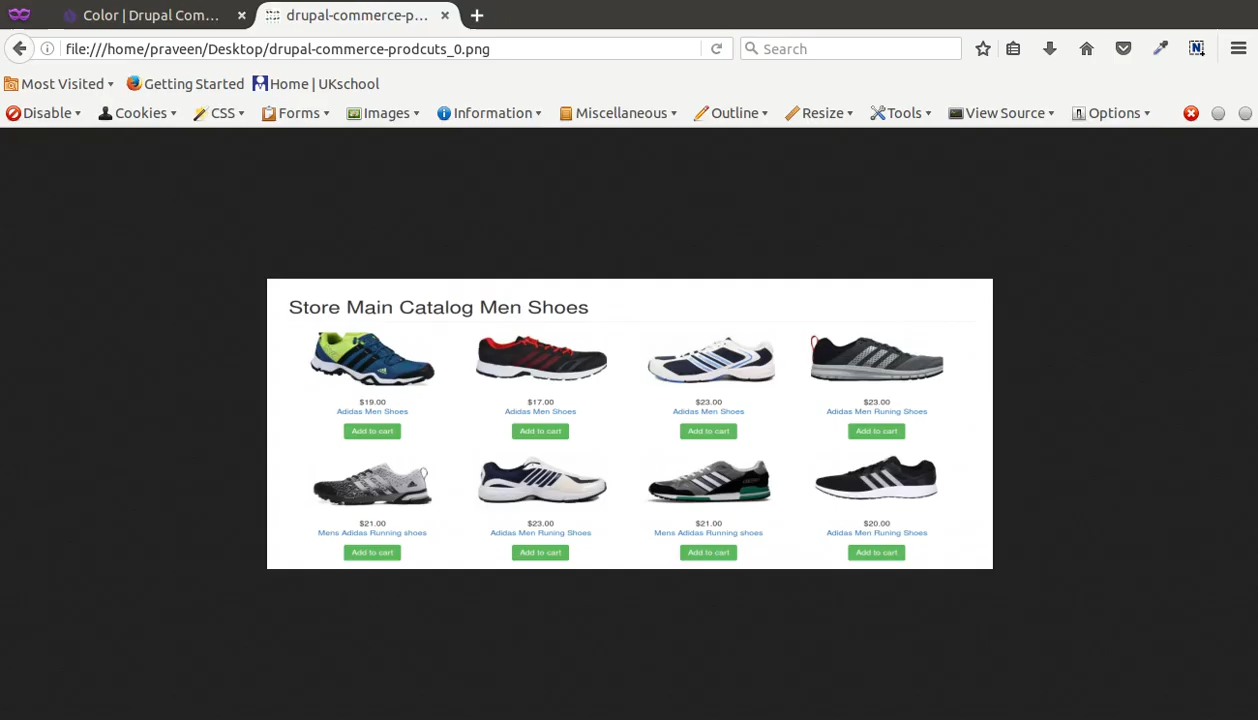 Color | Drupal Com...
drupal-commerce-p...
file:///home/praveen/Desktop/drupal-commerce-prodcuts_0.png
Search
Most Visited
Getting Started
Home | UKschool
Disable
Cookies
CSS
Forms
Images
Information
Miscellaneous
Outline
Resize
Tools
View Source
Options
Store Main Catalog Men Shoes
$19.00 $17.00 $23.00 $23.00
Adidas Men Shoes Adidas Men Shoes Adidas Men Shoes Adidas Men Runing Shoes
Add to cart Add to cart Add to cart Add to cart
$21.00 $23.00 $21.00 $20.00
Mens Adidas Running shoes Adidas Men Runing Shoes Mens Adidas Running shoes Adidas Men Runing Shoes
Add to cart Add to cart Add to cart Add to cart